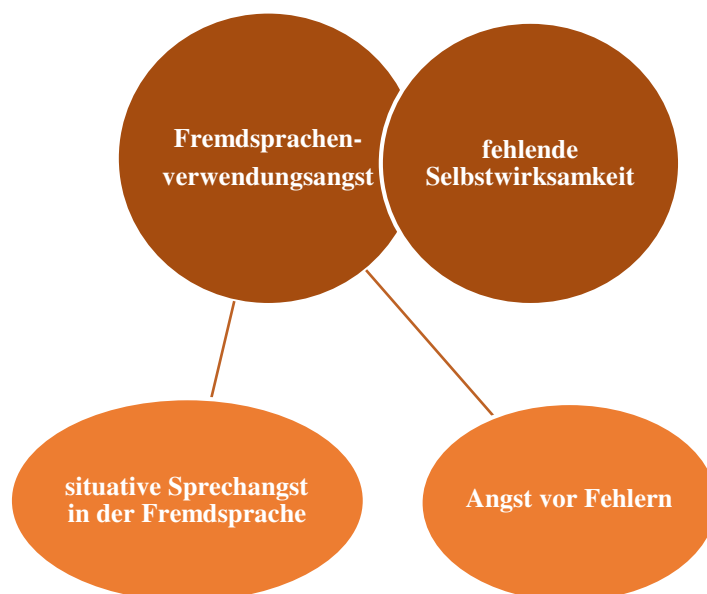 Fremdsprachen-
verwendungsangst
fehlende
Selbstwirksamkeit
situative Sprechangst
in der Fremdsprache
Angst vor Fehlern